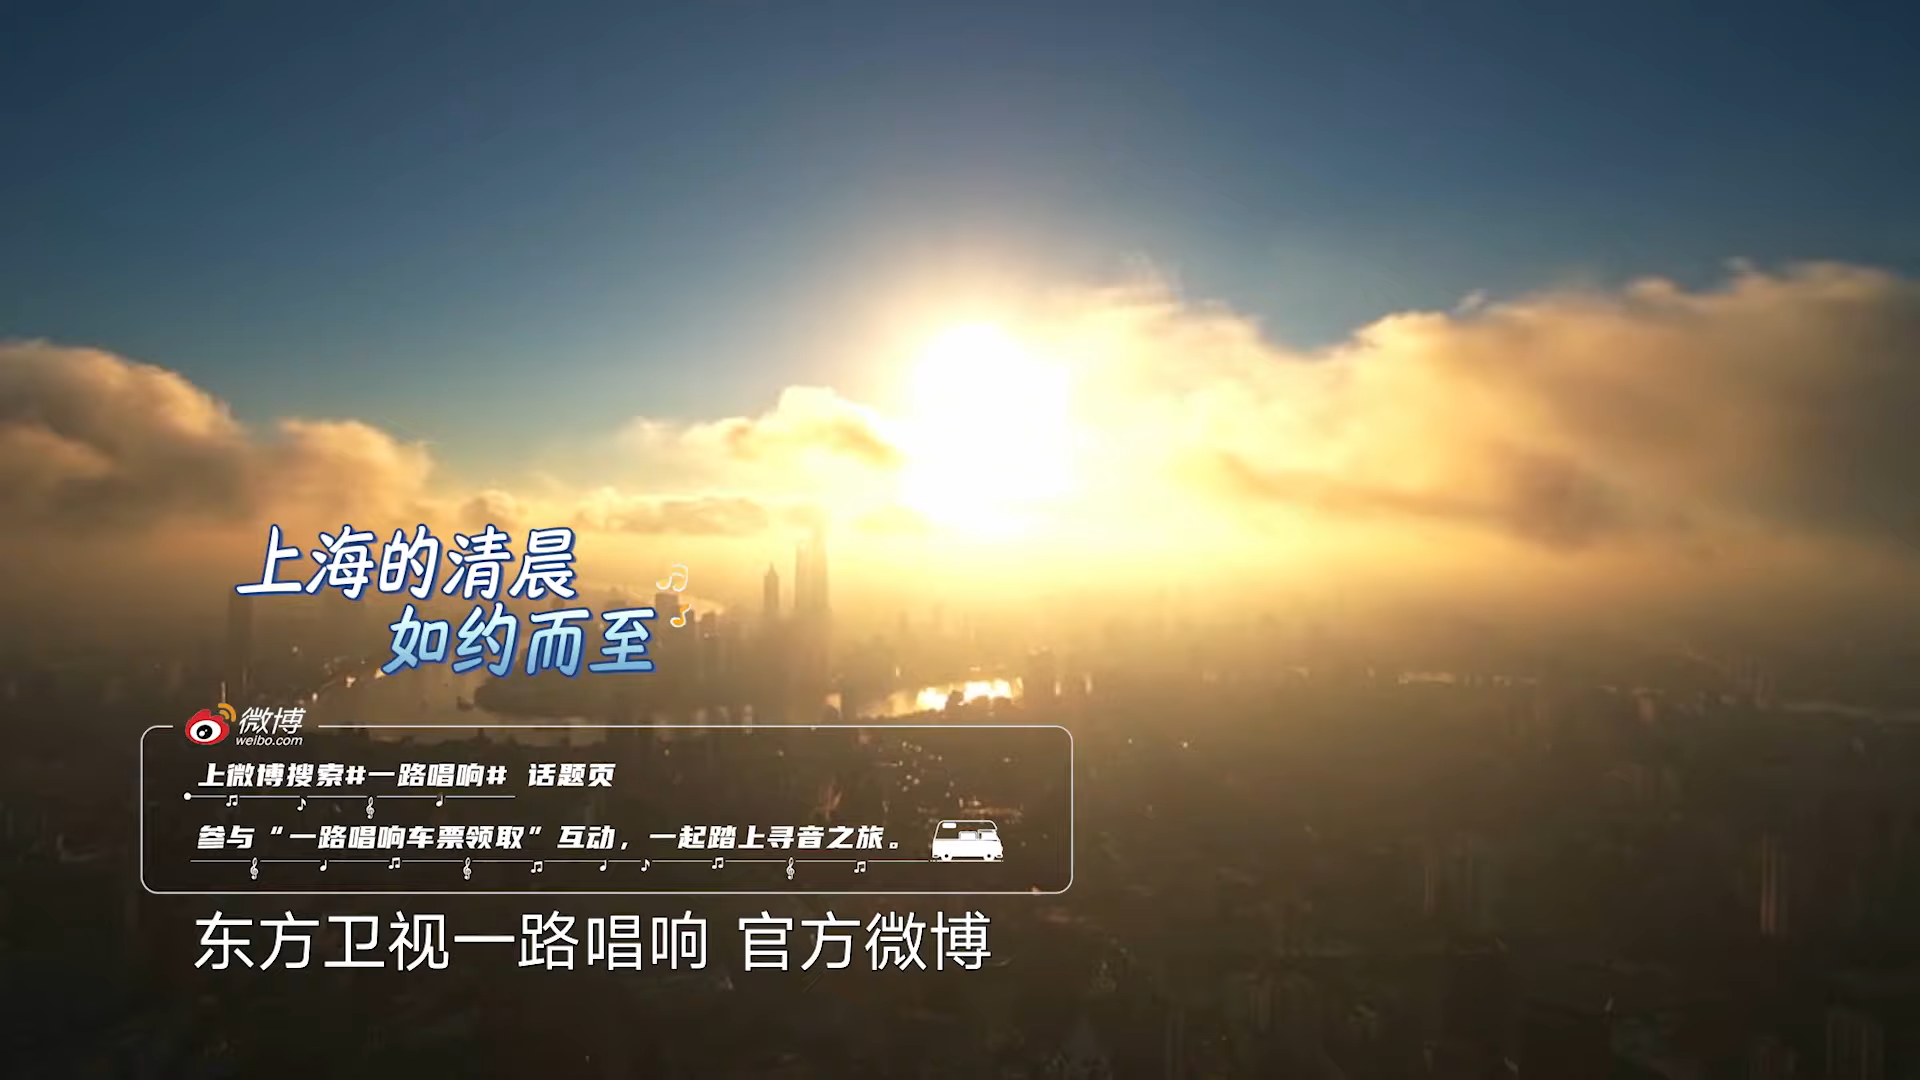 上海的清晨
如约而至
微博
weibo.com
上微博搜索#一路唱响# 话题页
参与“一路唱响车票领取”互动，一起踏上寻音之旅。
东方卫视一路唱响 官方微博